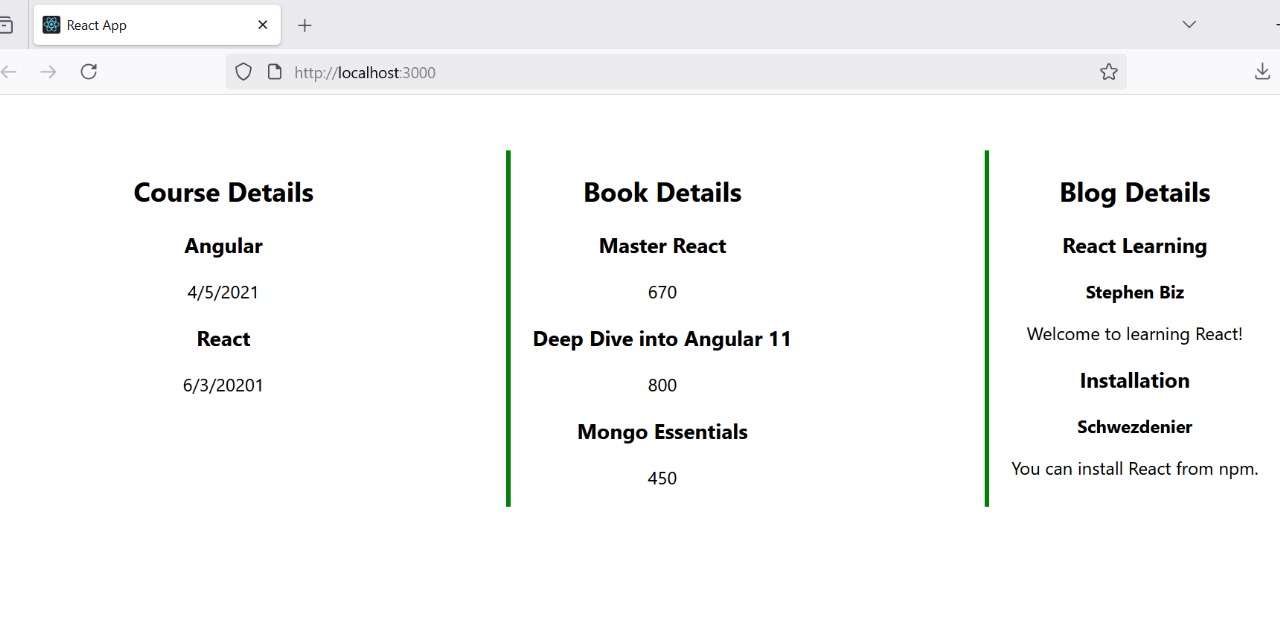 React App
http://localhost:3000
Course Details
Angular
4/5/2021
React
6/3/20201
Book Details
Master React
670
Deep Dive into Angular 11
800
Mongo Essentials
450
Blog Details
React Learning
Stephen Biz
Welcome to learning React!
Installation
Schwezdenier
You can install React from npm.